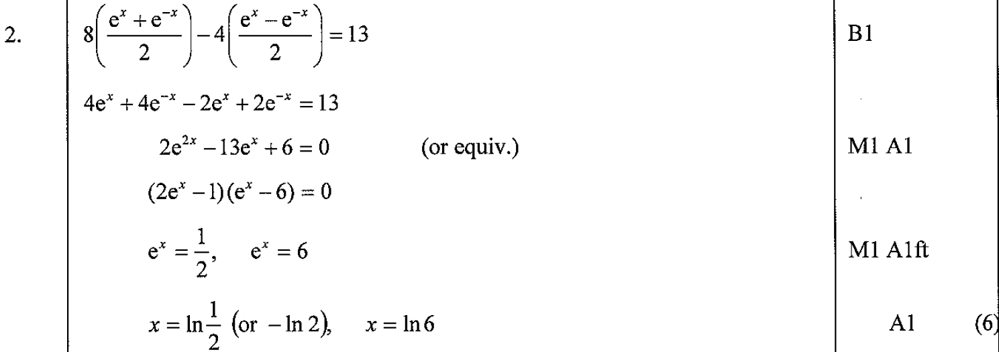 2. 8((e^x + e^{-x})/2) − 4((e^x − e^{-x})/2) = 13 B1
4e^x + 4e^{-x} − 2e^x + 2e^{-x} = 13
2e^{2x} − 13e^x + 6 = 0 (or equiv.) M1 A1
(2e^x − 1)(e^x − 6) = 0
e^x = 1/2, e^x = 6 M1 A1ft
x = ln 1/2 (or − ln 2), x = ln 6 A1 (6)